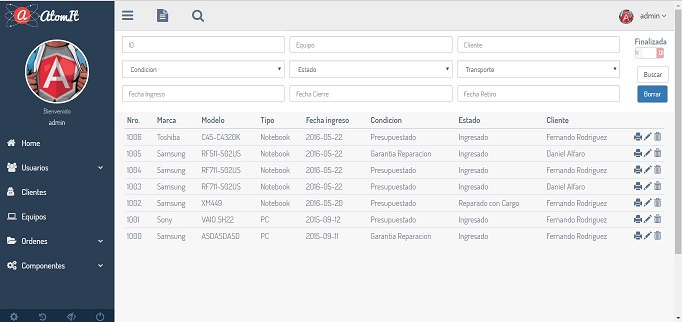 AtomIt
admin
Bienvenido
admin
Home
Usuarios
Clientes
Equipos
Ordenes
Componentes
ID Equipo Cliente Finalizada
Condicion Estado Transporte Buscar
Fecha Ingreso Fecha Cierre Fecha Retiro Borrar
Nro. Marca Modelo Tipo Fecha ingreso Condicion Estado Cliente
1006 Toshiba C45-C4320K Notebook 2016-05-22 Presupuestado Ingresado Fernando Rodriguez
1005 Samsung RF511-S02US Notebook 2016-05-22 Garantia Reparacion Ingresado Daniel Alfaro
1004 Samsung RF711-S02US Notebook 2016-05-22 Presupuestado Ingresado Fernando Rodriguez
1003 Samsung RF711-S02US Notebook 2016-05-22 Presupuestado Ingresado Daniel Alfaro
1002 Samsung XM449 Notebook 2016-05-20 Presupuestado Reparado con Cargo Fernando Rodriguez
1001 Sony VAIO SH22 PC 2015-09-12 Presupuestado Ingresado Fernando Rodriguez
1000 Samsung ASDASDASD PC 2015-09-11 Garantia Reparacion Ingresado Fernando Rodriguez